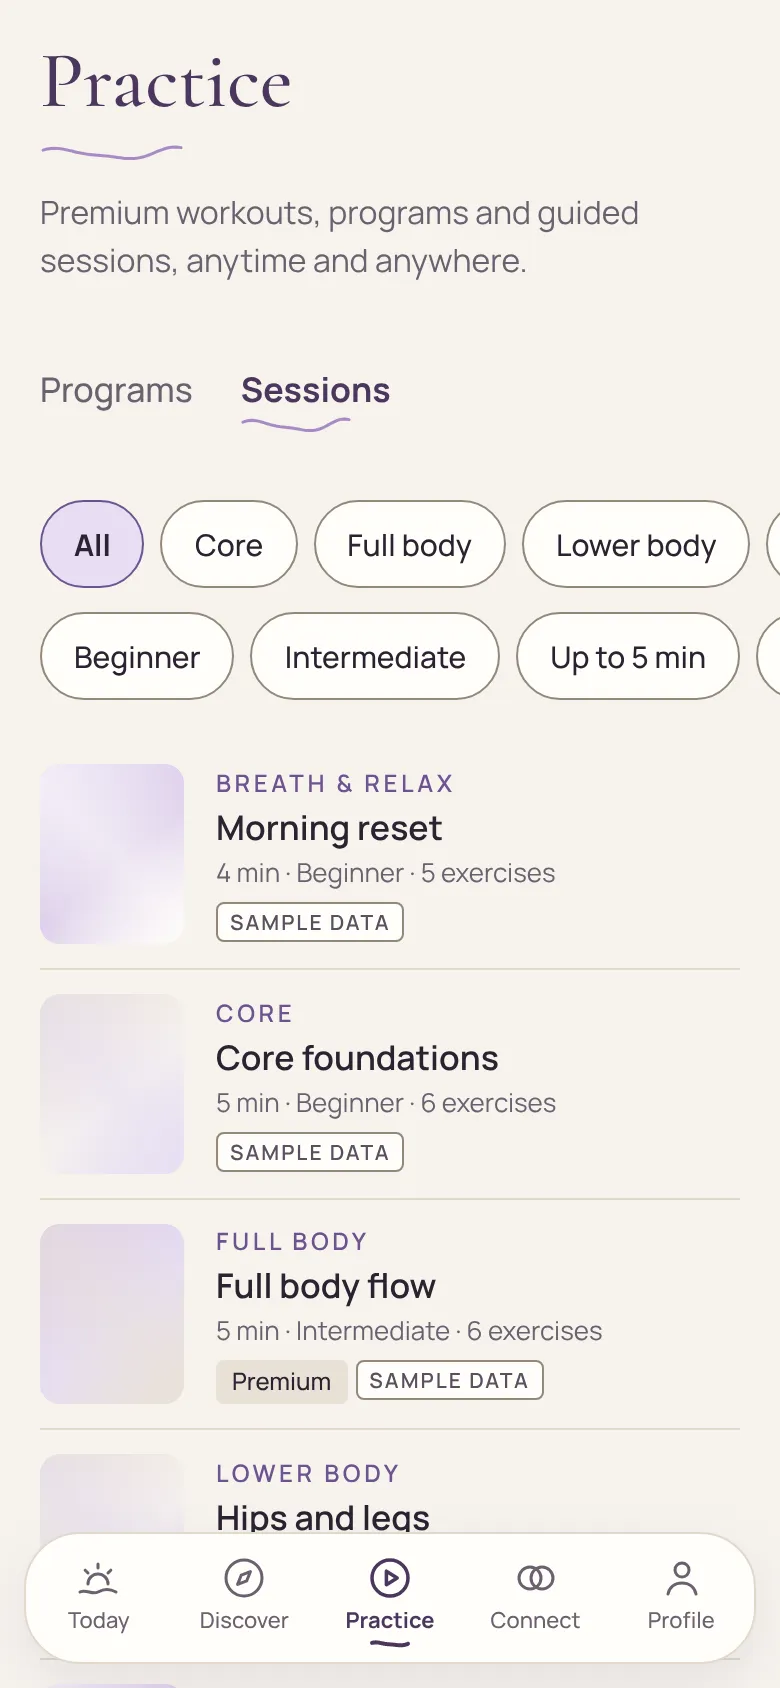 Practice
Premium workouts, programs and guided
sessions, anytime and anywhere.
Programs Sessions
All Core Full body Lower body
Beginner Intermediate Up to 5 min
BREATH & RELAX
Morning reset
4 min · Beginner · 5 exercises
SAMPLE DATA
CORE
Core foundations
5 min · Beginner · 6 exercises
SAMPLE DATA
FULL BODY
Full body flow
5 min · Intermediate · 6 exercises
Premium SAMPLE DATA
LOWER BODY
Hips and legs
Today Discover Practice Connect Profile